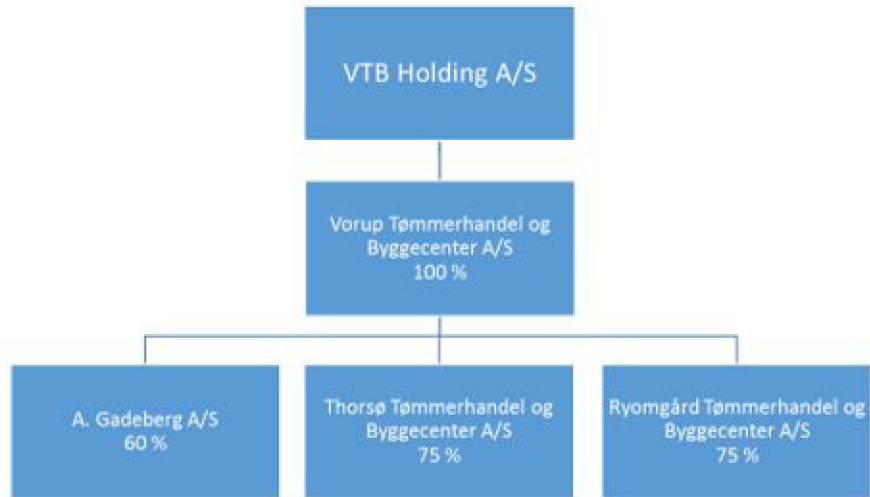 VTB Holding A/S
Vorup Tømmerhandel og
Byggecenter A/S
100 %
A. Gadeberg A/S
60 %
Thorsø Tømmerhandel og
Byggecenter A/S
75 %
Ryomgård Tømmerhandel og
Byggecenter A/S
75 %